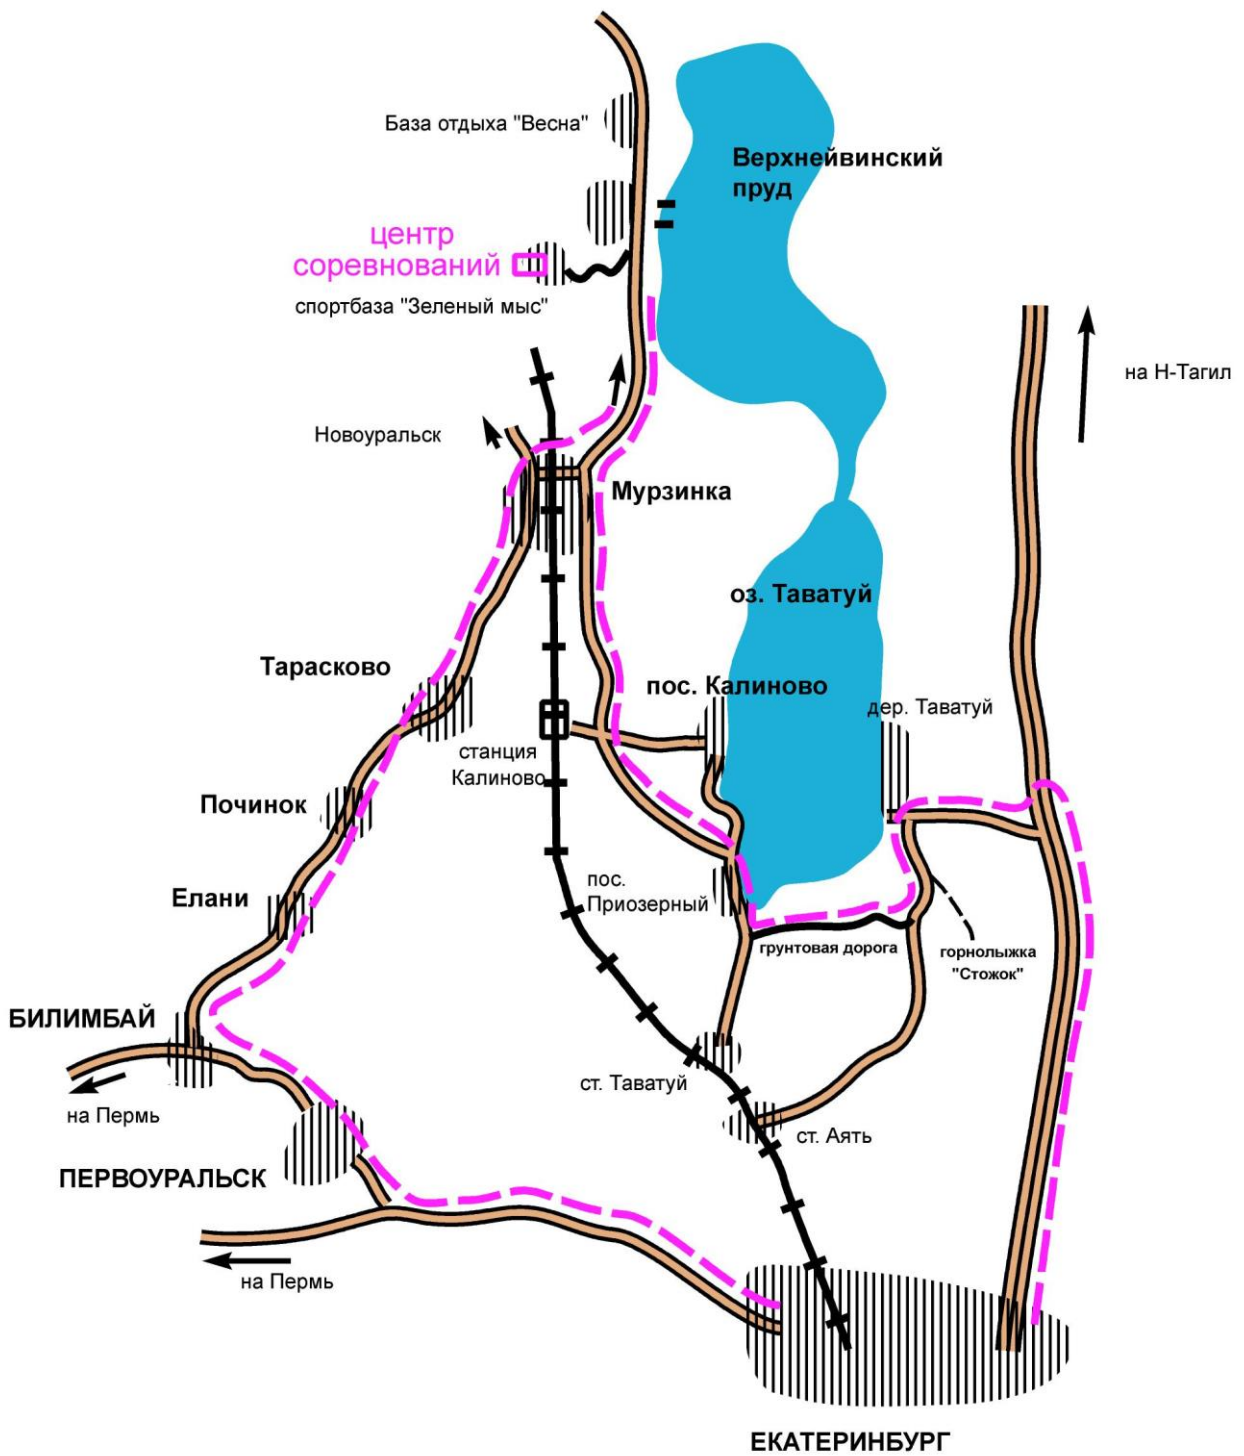 База отдыха "Весна"
Верхнейвинский
пруд
центр
соревнований
спортбаза "Зеленый мыс"
на Н-Тагил
Новоуральск
Мурзинка
оз. Таватуй
Тарасково
пос. Калиново
дер. Таватуй
станция
Калиново
Починок
Елани
пос.
Приозерный
грунтовая дорога
горнолыжка
"Стожок"
БИЛИМБАЙ
на Пермь
ст. Таватуй
ст. Аять
ПЕРВОУРАЛЬСК
на Пермь
ЕКАТЕРИНБУРГ